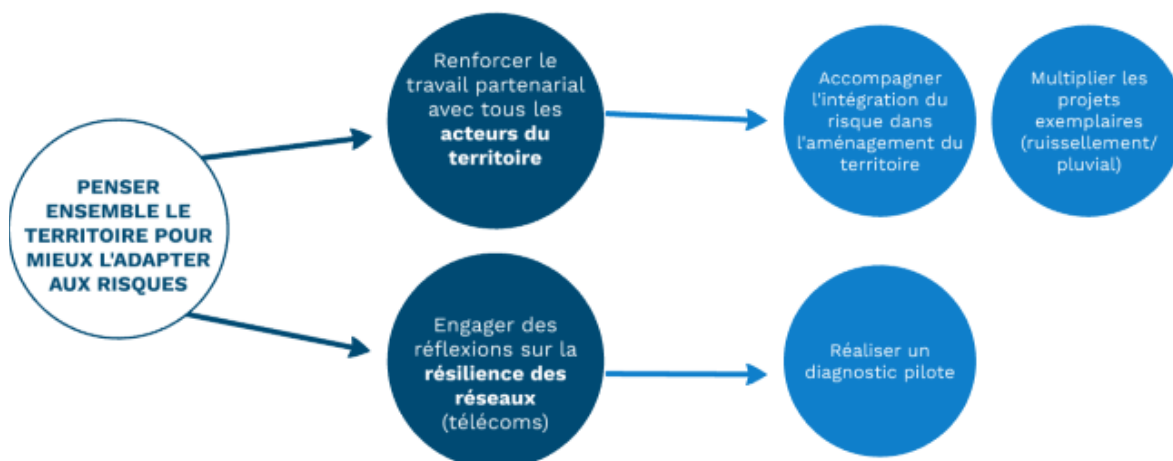 PENSER
ENSEMBLE LE
TERRITOIRE POUR
MIEUX L'ADAPTER
AUX RISQUES
Renforcer le
travail partenarial
avec tous les
acteurs du
territoire
Accompagner
l'intégration du
risque dans
l'aménagement du
territoire
Multiplier les
projets
exemplaires
(ruissellement/
pluvial)
Engager des
réflexions sur la
résilience des
réseaux
(télécoms)
Réaliser un
diagnostic pilote